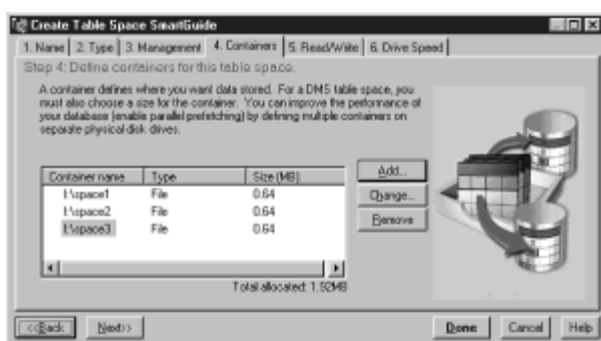 Create Table Space SmartGuide
1. Name 2. Type 3. Management 4. Containers 5. Read/Write 6. Drive Speed
Step 4: Define containers for this table space.
A container defines where you want data stored. For a DMS table space, you
must also choose a size for the container. You can improve the performance of
your database (enable parallel prefetching) by defining multiple containers on
separate physical disk drives.
Container name Type Size (MB)
File 0.64
File 0.64
File 0.64
Add...
Change...
Remove
Total allocated: 1.92MB
<<Back Next>> Done Cancel Help